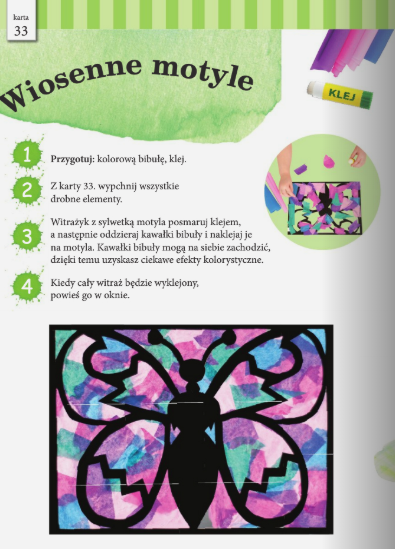 karta
33
Wiosenne motyle
KLEJ
1
Przygotuj: kolorową bibułę, klej.
2
Z karty 33. wypchnij wszystkie
drobne elementy.
3
Witrażyk z sylwetką motyla posmaruj klejem,
a następnie oddzieraj kawałki bibuły i naklejaj je
na motyla. Kawałki bibuły mogą na siebie zachodzić,
dzięki temu uzyskasz ciekawe efekty kolorystyczne.
4
Kiedy cały witraż będzie wyklejony,
powieś go w oknie.